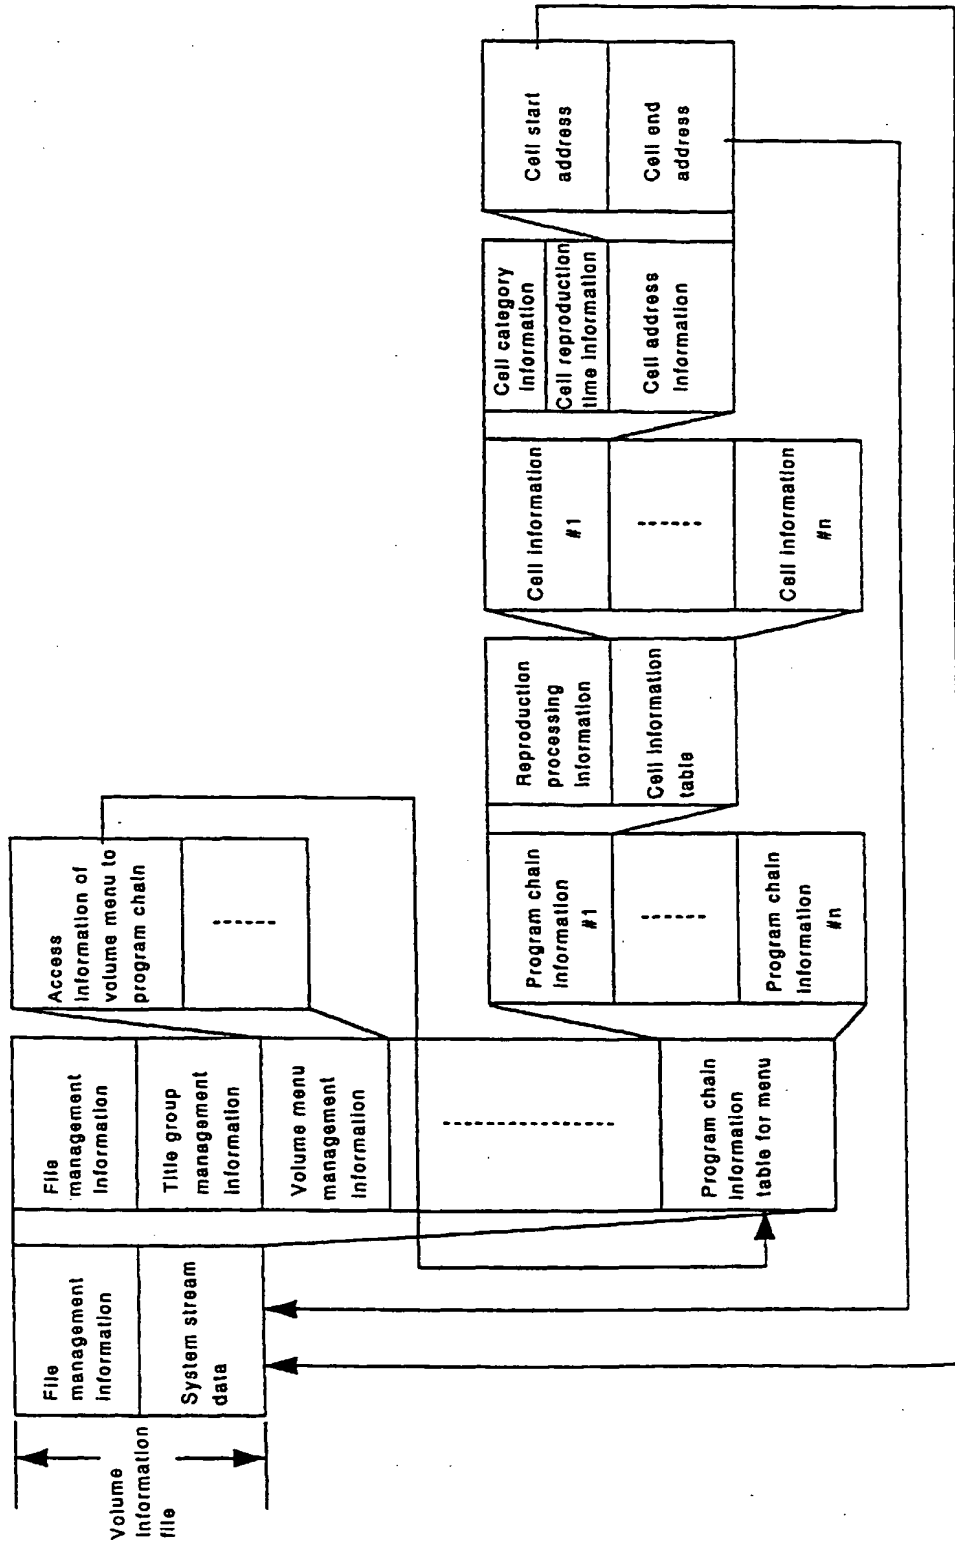 Volume
Information
file
File
management
Information
System stream
data
File
management
Information
Title group
management
Information
Volume menu
management
Information
Program chain
Information
table for menu
Access
Information of
volume menu to
program chain
Program chain
Information
#1
Program chain
Information
#n
Reproduction
processing
Information
Cell Information
table
Cell Information
#1
Cell Information
#n
Cell category
Information
Cell reproduction
time Information
Cell address
Information
Cell start
address
Cell end
address